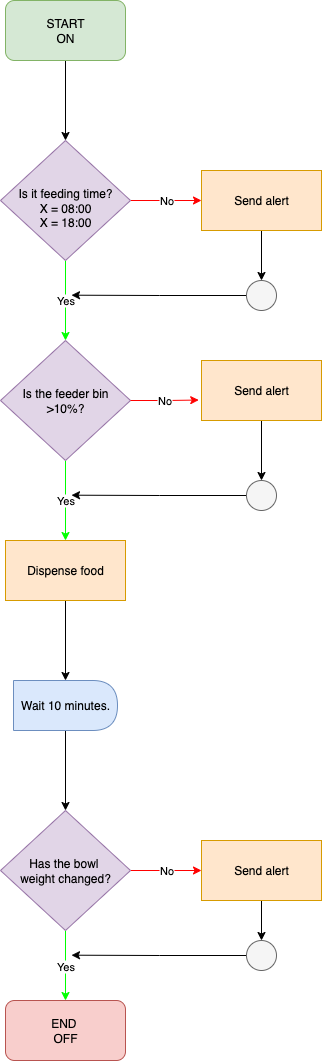 START
ON
Is it feeding time?
X = 08:00
X = 18:00
No
Send alert
Yes
Is the feeder bin
>10%?
No
Send alert
Yes
Dispense food
Wait 10 minutes.
Has the bowl
weight changed?
No
Send alert
Yes
END
OFF